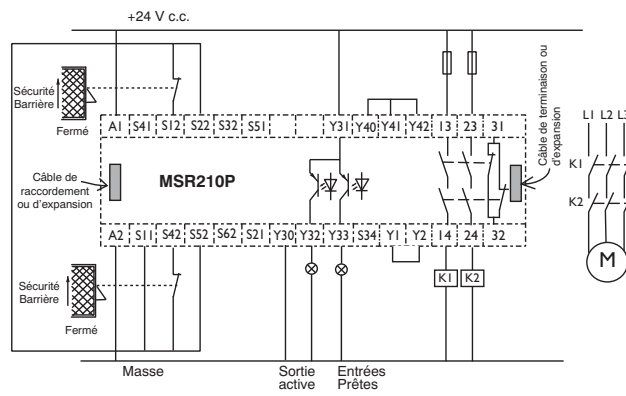 +24 V c.c.
Sécurité
Barrière
Fermé
A1 S41 S12 S22 S32 S51 Y31 Y40 Y41 Y42 13 23 31
Câble de terminaison ou
d'expansion
L1 L2 L3
Câble de
raccordement
ou d'expansion
MSR210P
K1
K2
A2 S11 S42 S52 S62 S21 Y30 Y32 Y33 S34 Y1 Y2 14 24 32
M
Sécurité
Barrière
Fermé
K1 K2
Masse
Sortie
active
Entrées
Prêtes